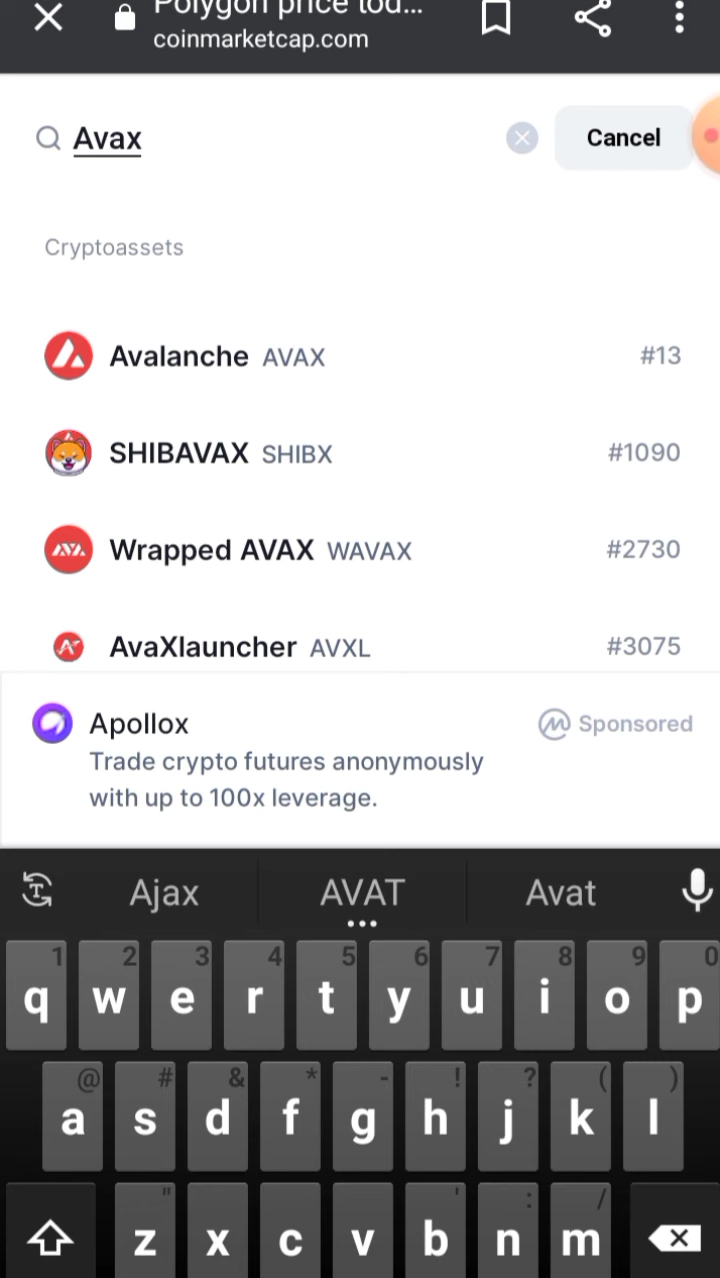 Polygon price tod...
coinmarketcap.com
Avax
Cancel
Cryptoassets
Avalanche AVAX #13
SHIBAVAX SHIBX #1090
Wrapped AVAX WAVAX #2730
AvaXlauncher AVXL #3075
Apollox Sponsored
Trade crypto futures anonymously
with up to 100x leverage.
Ajax AVAT Avat
1 2 3 4 5 6 7 8 9 0
q w e r t y u i o p
@ # & * - ! ? ( )
a s d f g h j k l
" ' : /
z x c v b n m